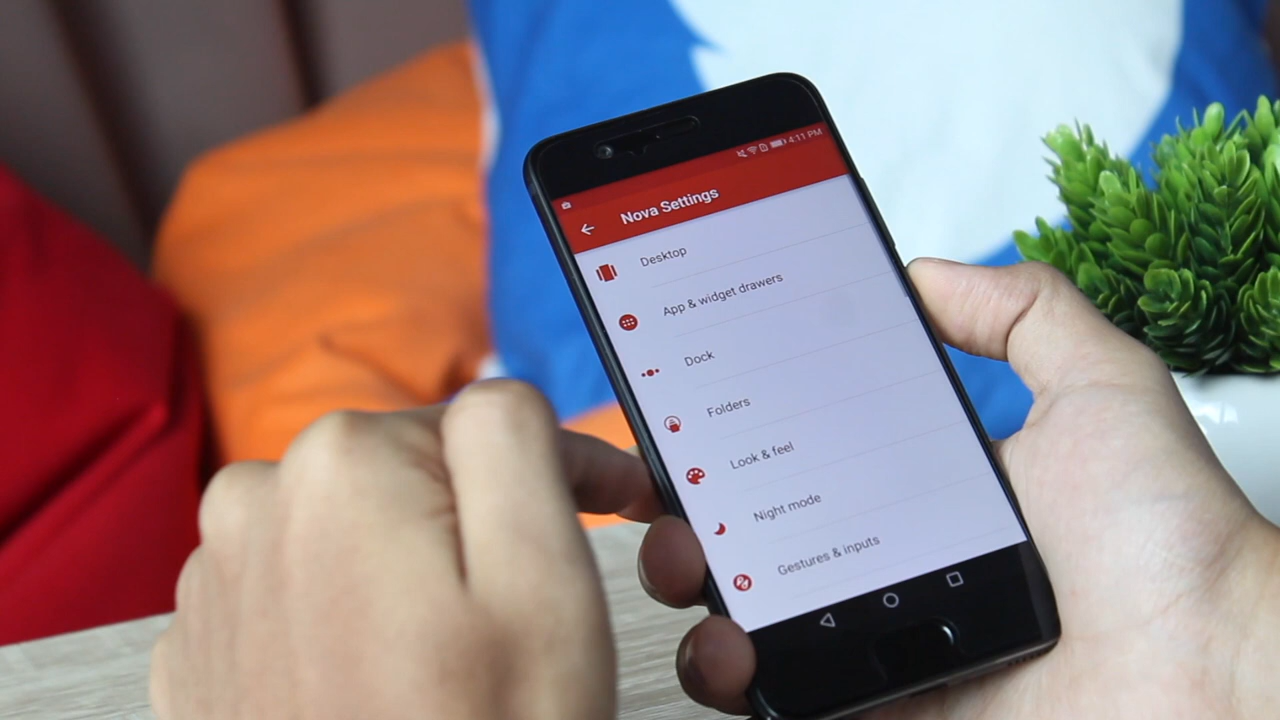 4:11 PM
Nova Settings
Desktop
App & widget drawers
Dock
Folders
Look & feel
Night mode
Gestures & inputs